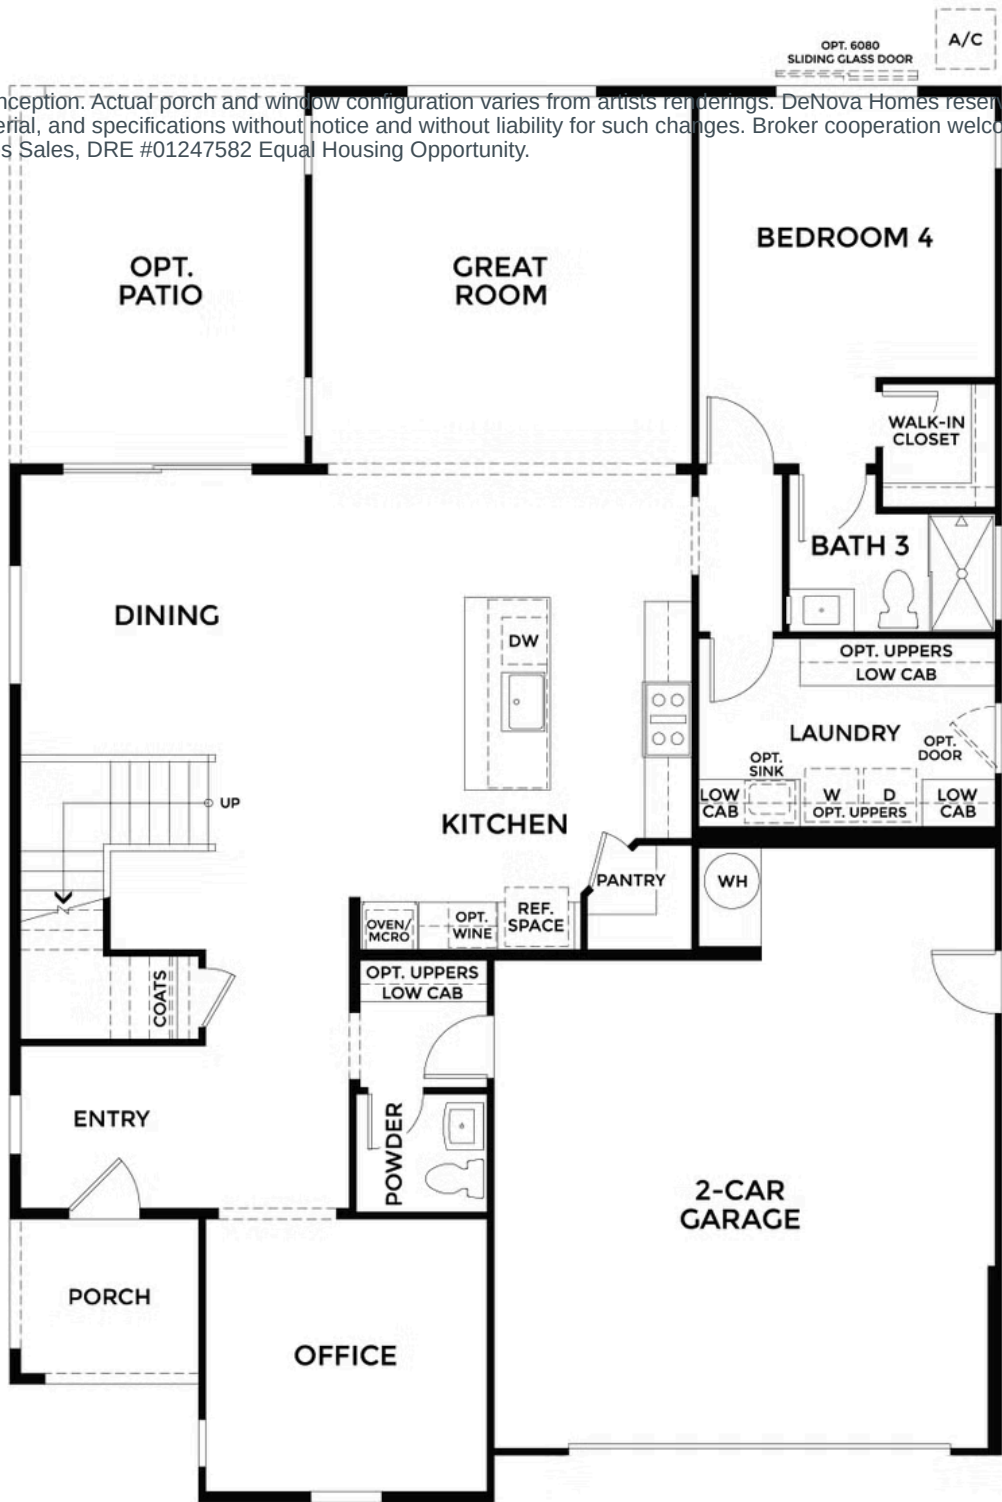 OPT. 6080
SLIDING GLASS DOOR
A/C
Actual porch and window configuration varies from artists renderings. DeNova Homes
and specifications without notice and without liability for such changes. Broker cooperation
Sales, DRE #01247582 Equal Housing Opportunity.
BEDROOM 4
OPT.
PATIO
GREAT
ROOM
WALK-IN
CLOSET
BATH 3
DINING
DW
OPT. UPPERS
LOW CAB
LAUNDRY
OPT.
DOOR
OPT.
SINK
LOW
CAB
W
D
OPT. UPPERS
LOW
CAB
UP
KITCHEN
PANTRY
WH
OVEN/
MCRO
OPT.
WINE
REF.
SPACE
OPT. UPPERS
LOW CAB
COATS
ENTRY
POWDER
2-CAR
GARAGE
PORCH
OFFICE